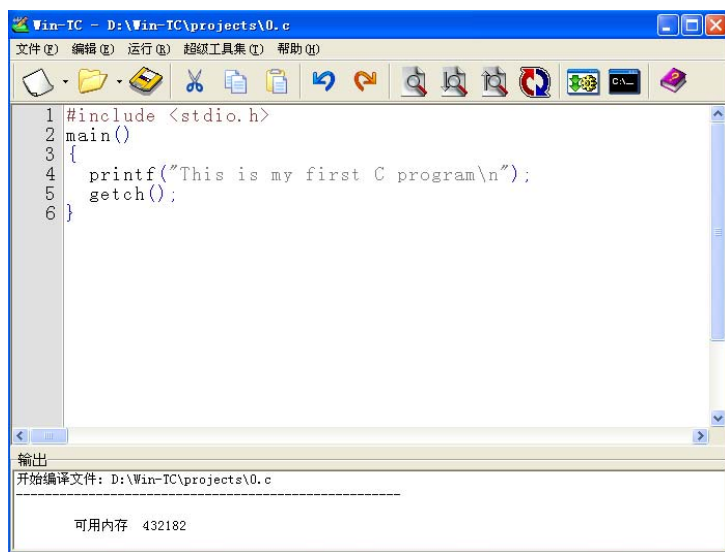 Win-TC - D:\Win-TC\projects\0.c
文件(F) 编辑(E) 运行(R) 超级工具集(T) 帮助(H)
C:\_
1 #include <stdio.h>
2 main()
3 {
4 printf("This is my first C program\n");
5 getch();
6 }
输出
开始编译文件: D:\Win-TC\projects\0.c
------------------------------------------------------
可用内存 432182